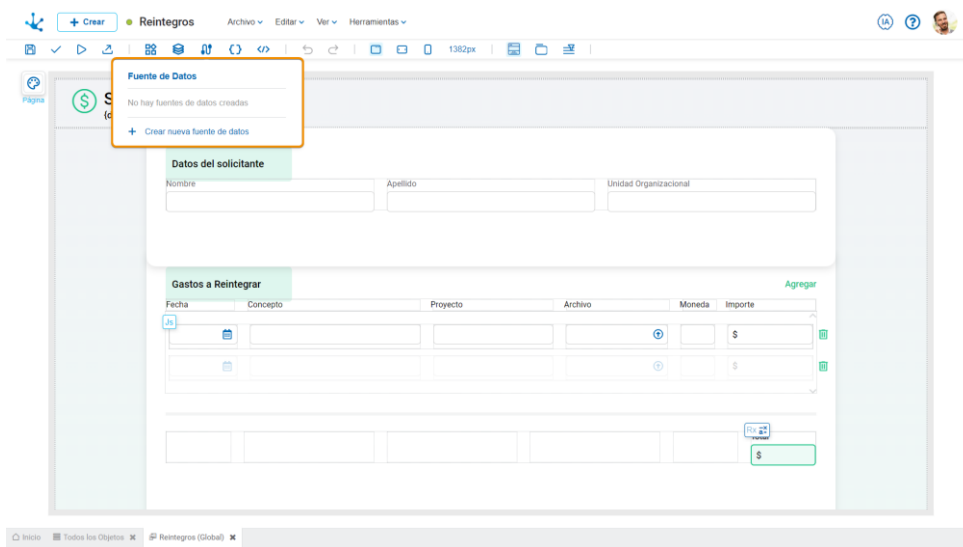 + Crear
Reintegros
Archivo
Editar
Ver
Herramientas
IA
?
1382px
Página
$
S
{d
Fuente de Datos
No hay fuentes de datos creadas
+ Crear nueva fuente de datos
Datos del solicitante
Nombre
Apellido
Unidad Organizacional
Gastos a Reintegrar
Agregar
Fecha
Concepto
Proyecto
Archivo
Moneda
Importe
Js
$
$
Rx
Total
$
Inicio
Todos los Objetos
Reintegros (Global)